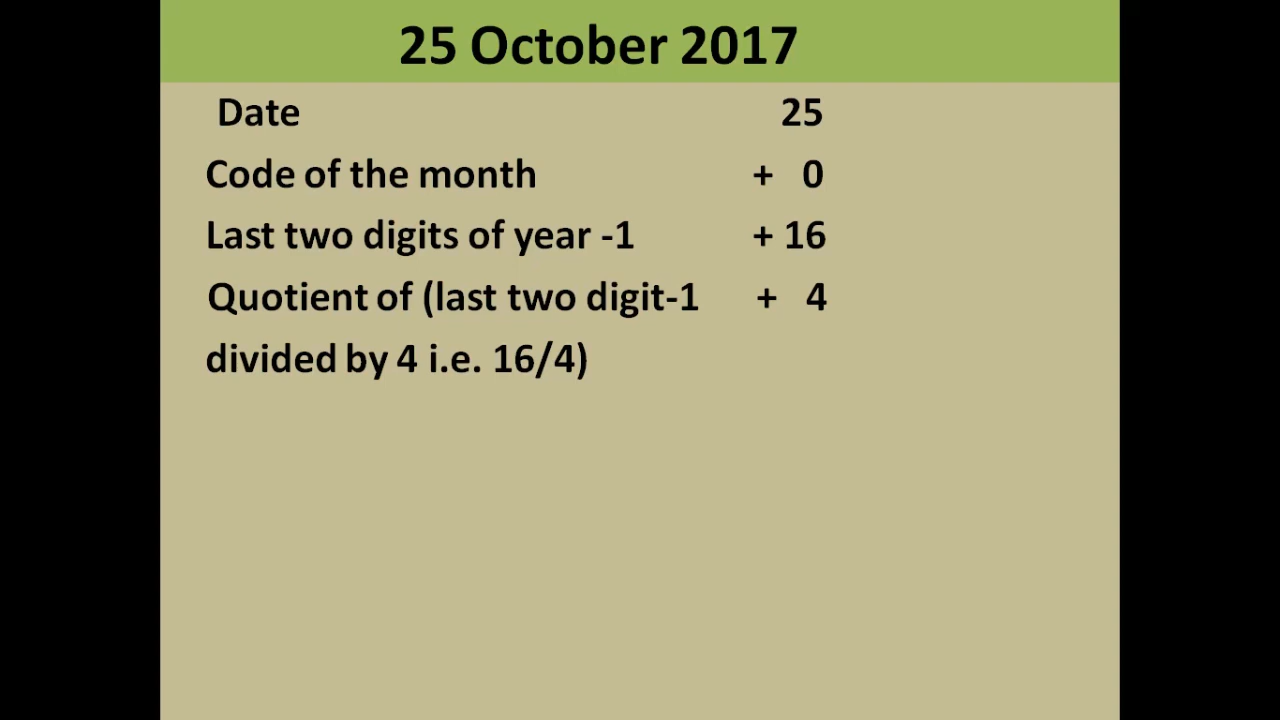 25 October 2017
Date 25
Code of the month + 0
Last two digits of year -1 + 16
Quotient of (last two digit-1 + 4
divided by 4 i.e. 16/4)